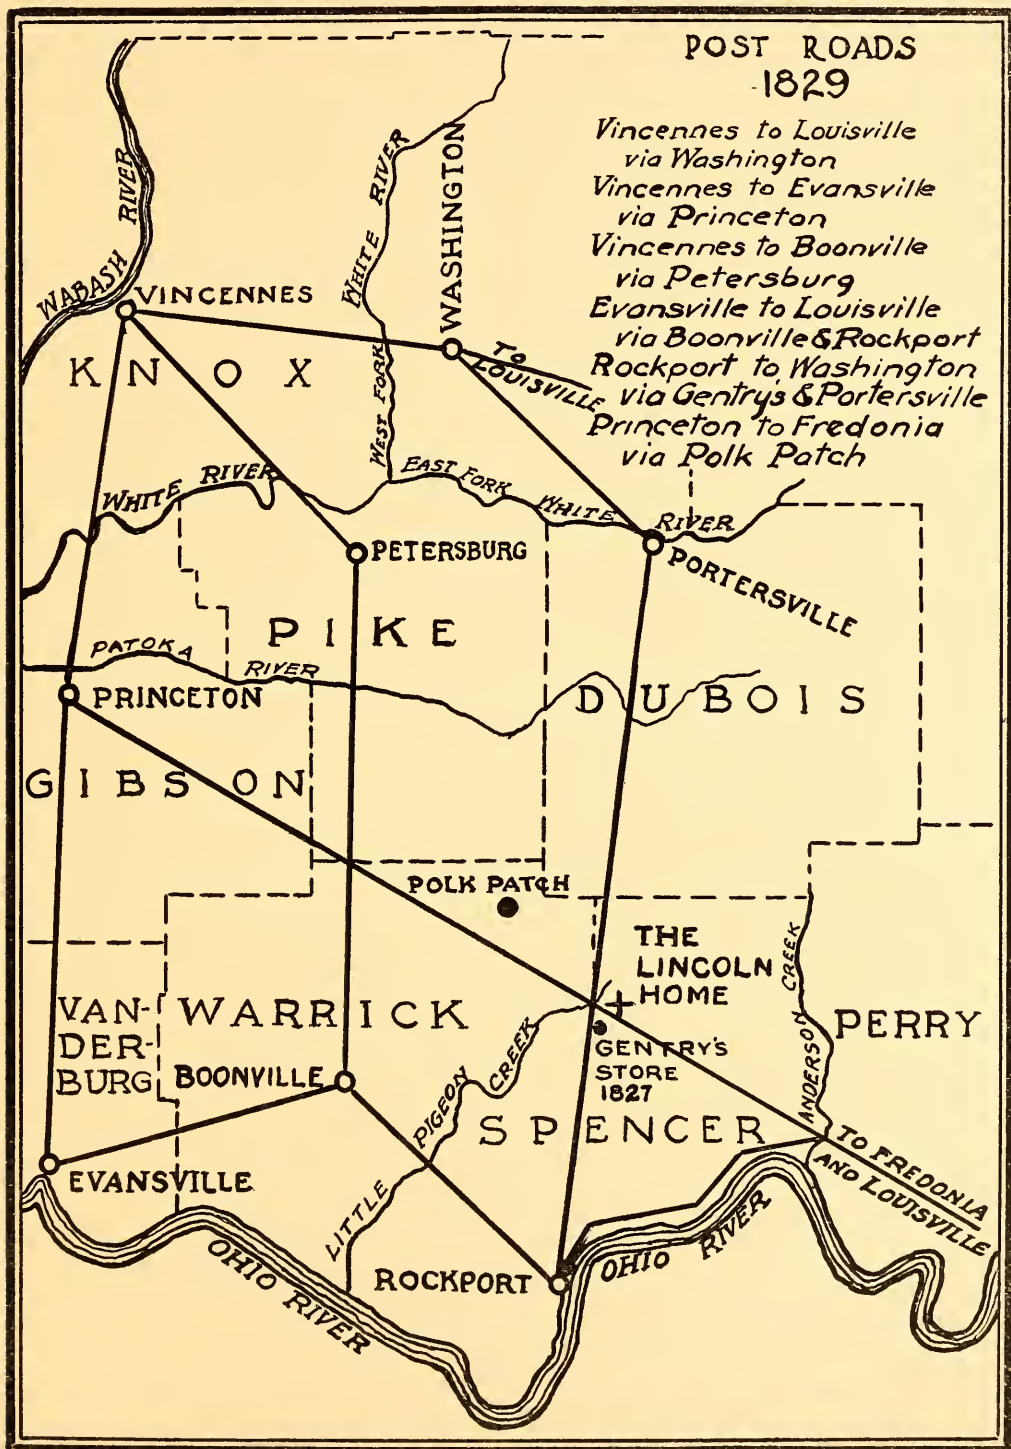 POST ROADS
1829
Vincennes to Louisville
via Washington
Vincennes to Evansville
via Princeton
Vincennes to Boonville
via Petersburg
Evansville to Louisville
via Boonville & Rockport
Rockport to Washington
via Gentrys & Portersville
Princeton to Fredonia
via Polk Patch
WABASH RIVER
WHITE RIVER
WASHINGTON
VINCENNES
KNOX
TO
LOUISVILLE
WEST FORK
WHITE RIVER
EAST FORK
WHITE RIVER
PETERSBURG
PORTERSVILLE
PIKE
PATOKA RIVER
PRINCETON
DUBOIS
GIBSON
POLK PATCH
THE
LINCOLN
HOME
ANDERSON CREEK
VAN-
DER-
BURG
WARRICK
PERRY
GENTRY'S
STORE
1827
BOONVILLE
LITTLE PIGEON CREEK
SPENCER
TO FREDONIA
AND LOUISVILLE
EVANSVILLE
OHIO RIVER
ROCKPORT
OHIO RIVER